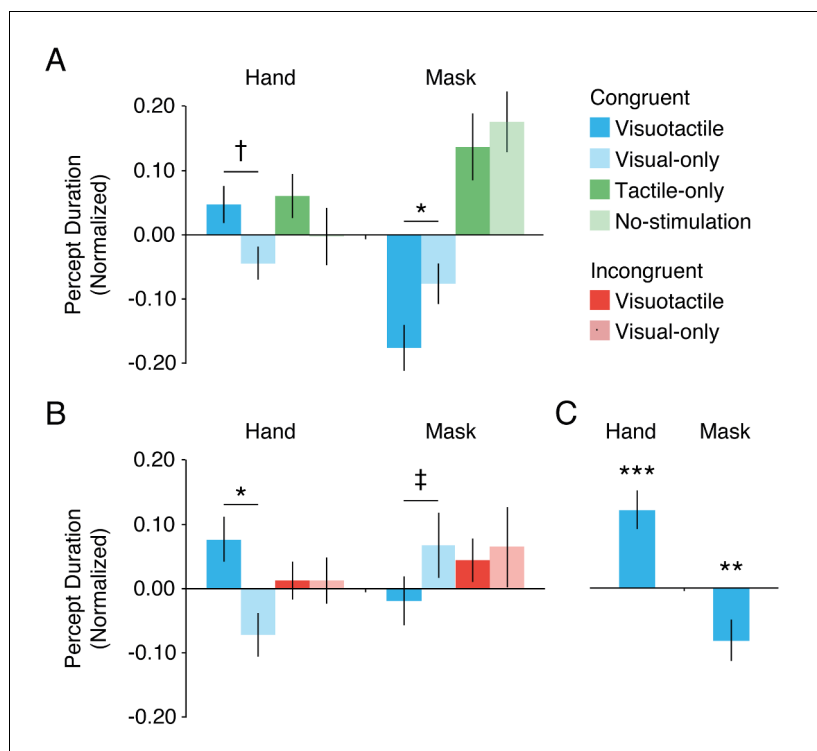 A
Hand Mask
0.20
0.10
0.00
-0.10
-0.20
Percept Duration
(Normalized)
†
*
Congruent
Visuotactile
Visual-only
Tactile-only
No-stimulation
Incongruent
Visuotactile
Visual-only
B
Hand Mask
0.20
0.10
0.00
-0.10
-0.20
Percept Duration
(Normalized)
*
‡
C
Hand Mask
***
**